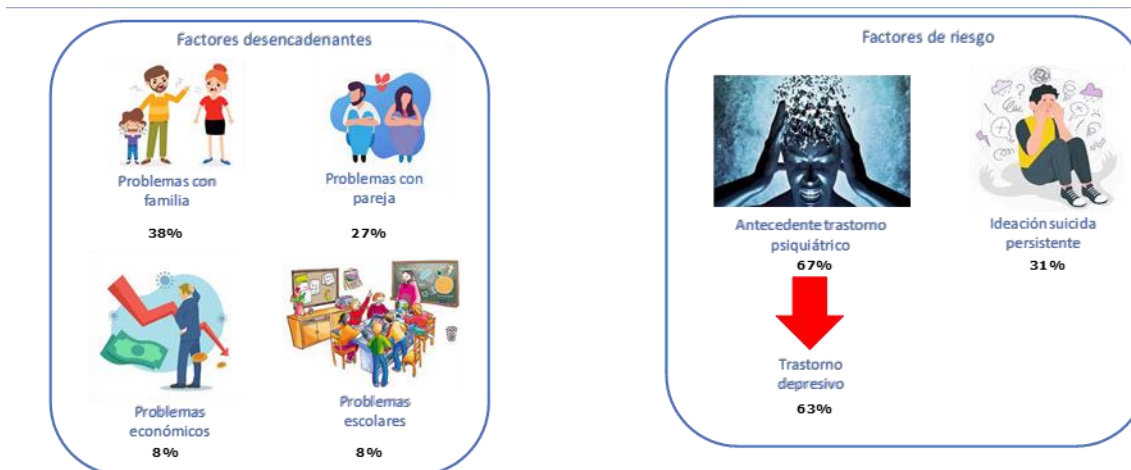 Factores desencadenantes
Problemas con
familia
38%
Problemas con
pareja
27%
Problemas
económicos
8%
Problemas
escolares
8%
Factores de riesgo
Antecedente trastorno
psiquiátrico
67%
Trastorno
depresivo
63%
Ideación suicida
persistente
31%